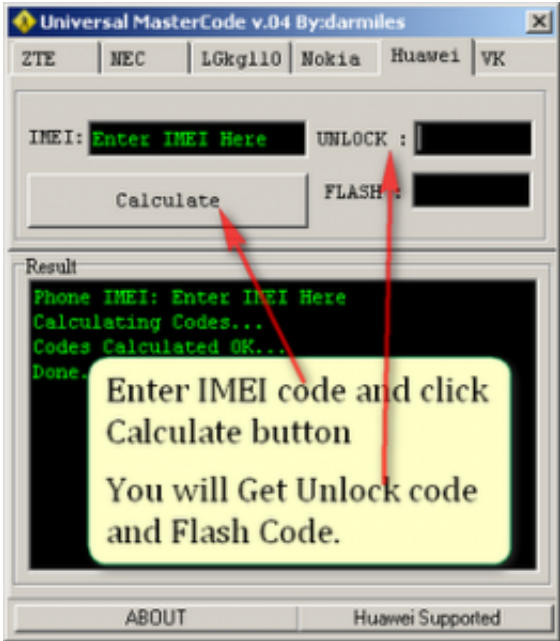 Universal MasterCode v.04 By:darmiles
ZTE NEC LGkg110 Nokia Huawei VK
IMEI: Enter IMEI Here UNLOCK :
Calculate FLASH :
Result
Phone IMEI: Enter IMEI Here
Calculating Codes...
Codes Calculated OK...
Done.
Enter IMEI code and click
Calculate button
You will Get Unlock code
and Flash Code.
ABOUT Huawei Supported